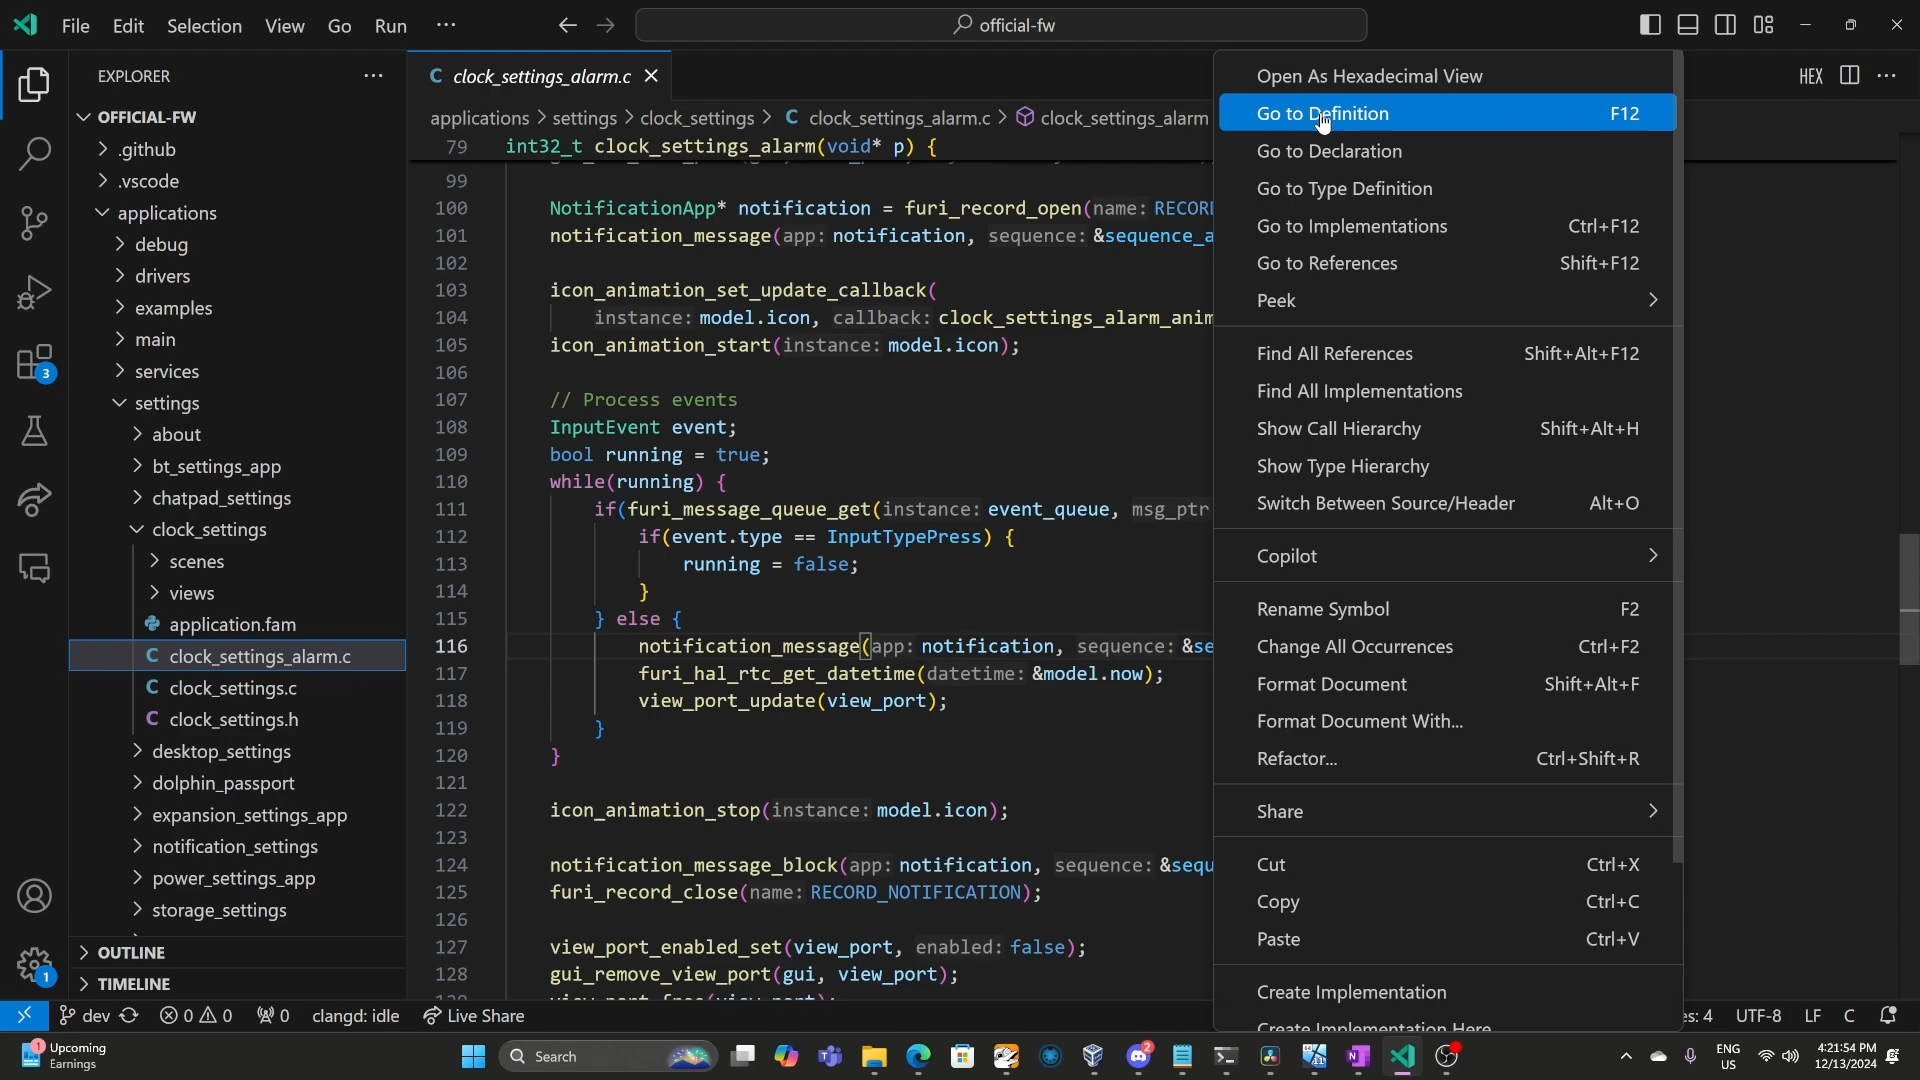 File Edit Selection View Go Run ···
official-fw
EXPLORER ···
OFFICIAL-FW
.github
.vscode
applications
debug
drivers
examples
main
services
settings
about
bt_settings_app
chatpad_settings
clock_settings
scenes
views
application.fam
C clock_settings_alarm.c
C clock_settings.c
C clock_settings.h
desktop_settings
dolphin_passport
expansion_settings_app
notification_settings
power_settings_app
storage_settings
OUTLINE
TIMELINE
3
1
C clock_settings_alarm.c
HEX ···
applications > settings > clock_settings > C clock_settings_alarm.c > clock_settings_alarm
79 int32_t clock_settings_alarm(void* p) {
99
100 NotificationApp* notification = furi_record_open(name: RECOR
101 notification_message(app: notification, sequence: &sequence_a
102
103 icon_animation_set_update_callback(
104 instance: model.icon, callback: clock_settings_alarm_anim
105 icon_animation_start(instance: model.icon);
106
107 // Process events
108 InputEvent event;
109 bool running = true;
110 while(running) {
111 if(furi_message_queue_get(instance: event_queue, msg_ptr
112 if(event.type == InputTypePress) {
113 running = false;
114 }
115 } else {
116 notification_message(app: notification, sequence: &se
117 furi_hal_rtc_get_datetime(datetime: &model.now);
118 view_port_update(view_port);
119 }
120 }
121
122 icon_animation_stop(instance: model.icon);
123
124 notification_message_block(app: notification, sequence: &sequ
125 furi_record_close(name: RECORD_NOTIFICATION);
126
127 view_port_enabled_set(view_port, enabled: false);
128 gui_remove_view_port(gui, view_port);
129 view_port_free(view_port);
Open As Hexadecimal View
Go to Definition F12
Go to Declaration
Go to Type Definition
Go to Implementations Ctrl+F12
Go to References Shift+F12
Peek
Find All References Shift+Alt+F12
Find All Implementations
Show Call Hierarchy Shift+Alt+H
Show Type Hierarchy
Switch Between Source/Header Alt+O
Copilot
Rename Symbol F2
Change All Occurrences Ctrl+F2
Format Document Shift+Alt+F
Format Document With...
Refactor... Ctrl+Shift+R
Share
Cut Ctrl+X
Copy Ctrl+C
Paste Ctrl+V
Create Implementation
Create Implementation Here
dev 0 0 0 clangd: idle Live Share
es: 4 UTF-8 LF C
1 Upcoming
Earnings
Search
2
ENG
US
4:21:54 PM
12/13/2024